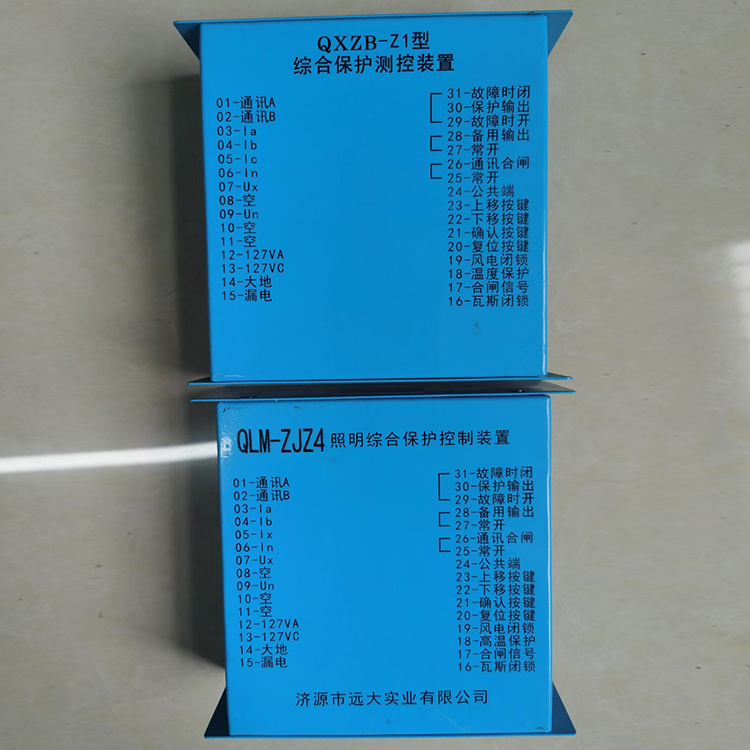 QXZB-Z1型
综合保护测控装置
01-通讯A
02-通讯B
03-Ia
04-Ib
05-Ic
06-In
07-Ux
08-空
09-Un
10-空
11-空
12-127VA
13-127VC
14-大地
15-漏电
31-故障时闭
30-保护输出
29-故障时开
28-备用输出
27-常开
26-通讯合闸
25-常开
24-公共端
23-上移按键
22-下移按键
21-确认按键
20-复位按键
19-风电闭锁
18-温度保护
17-合闸信号
16-瓦斯闭锁
QLM-ZJZ4 照明综合保护控制装置
01-通讯A
02-通讯B
03-Ia
04-Ib
05-Ix
06-In
07-Ux
08-空
09-Un
10-空
11-空
12-127VA
13-127VC
14-大地
15-漏电
31-故障时闭
30-保护输出
29-故障时开
28-备用输出
27-常开
26-通讯合闸
25-常开
24-公共端
23-上移按键
22-下移按键
21-确认按键
20-复位按键
19-风电闭锁
18-高温保护
17-合闸信号
16-瓦斯闭锁
济源市远大实业有限公司